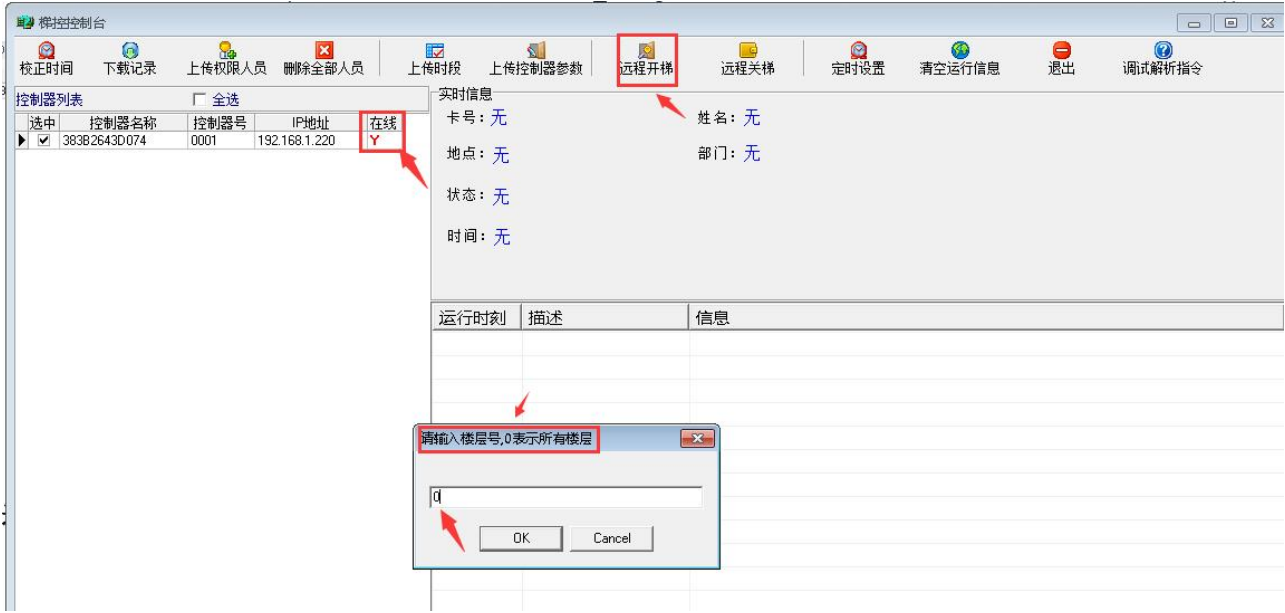 梯控控制台
校正时间 下载记录 上传权限人员 删除全部人员 上传时段 上传控制器参数 远程开梯 远程关梯 定时设置 清空运行信息 退出 调试解析指令
控制器列表 全选
选中 控制器名称 控制器号 IP地址 在线
383B2643D074 0001 192.168.1.220 Y
实时信息
卡号：无 姓名：无
地点：无 部门：无
状态：无
时间：无
运行时刻 描述 信息
请输入楼层号,0表示所有楼层
0
OK Cancel